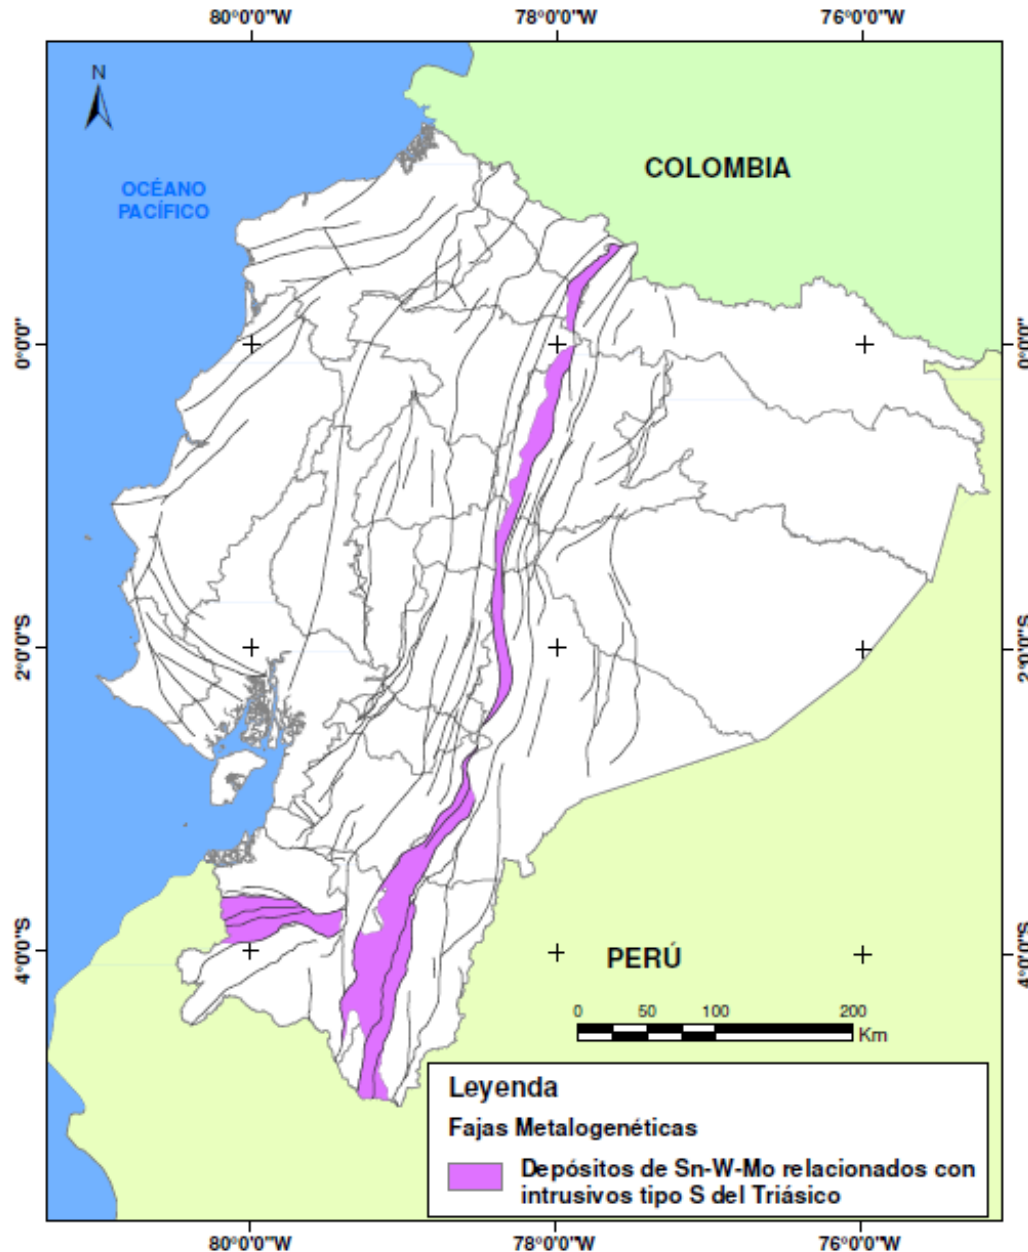 80°0'0"W 78°0'0"W 76°0'0"W
N
COLOMBIA
OCÉANO
PACÍFICO
0°0'0" 0°0'0"
2°0'0"S 2°0'0"S
4°0'0"S 4°0'0"S
PERÚ
0 50 100 200
Km
Leyenda
Fajas Metalogenéticas
Depósitos de Sn-W-Mo relacionados con
intrusivos tipo S del Triásico
80°0'0"W 78°0'0"W 76°0'0"W